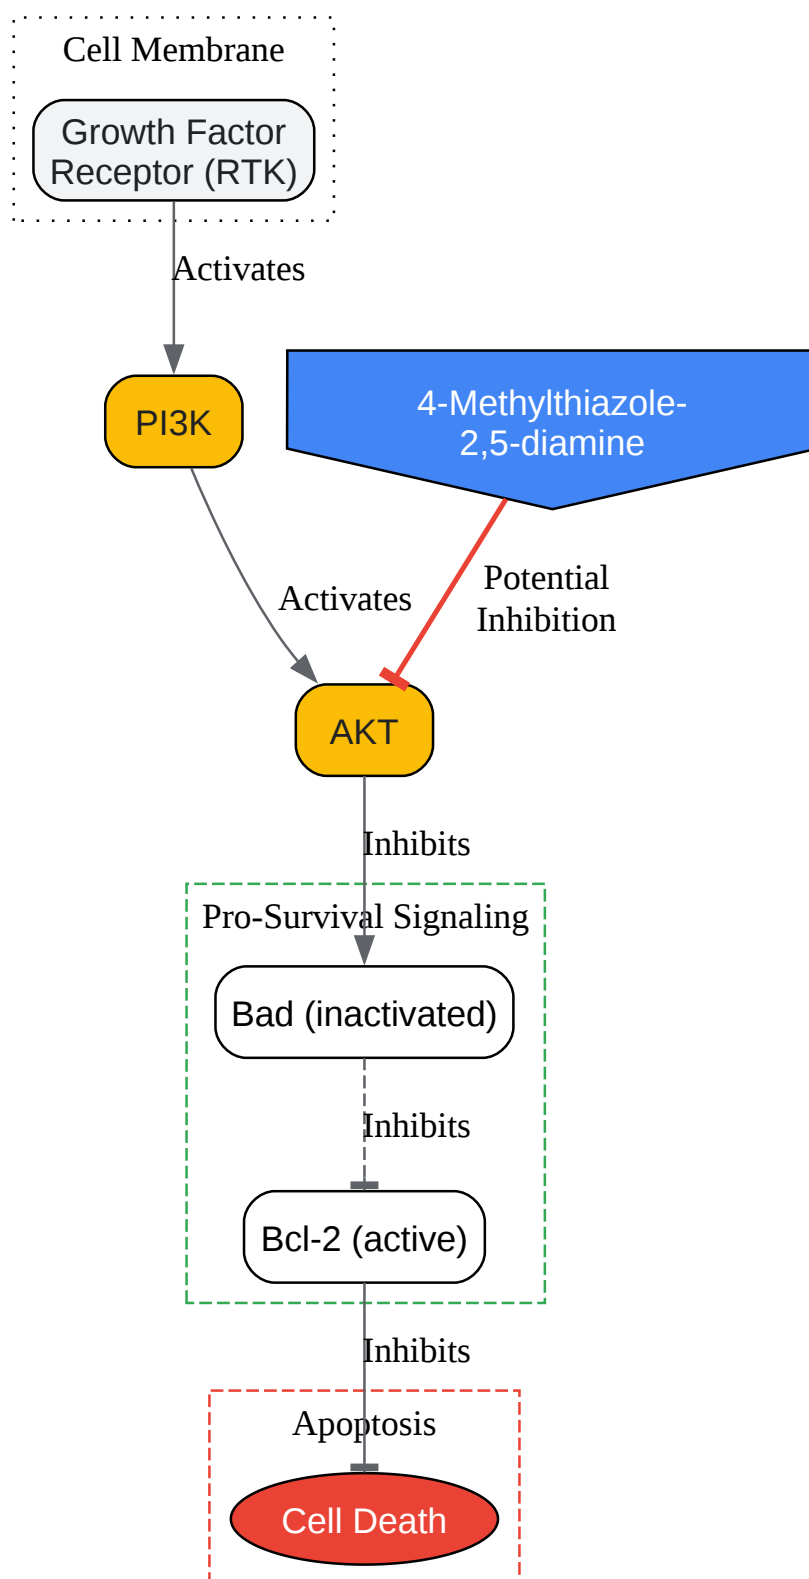 Cell Membrane
Growth Factor
Receptor (RTK)
Activates
PI3K
4-Methylthiazole-
2,5-diamine
Activates
Potential
Inhibition
AKT
Inhibits
Pro-Survival Signaling
Bad (inactivated)
Inhibits
Bcl-2 (active)
Inhibits
Apoptosis
Cell Death